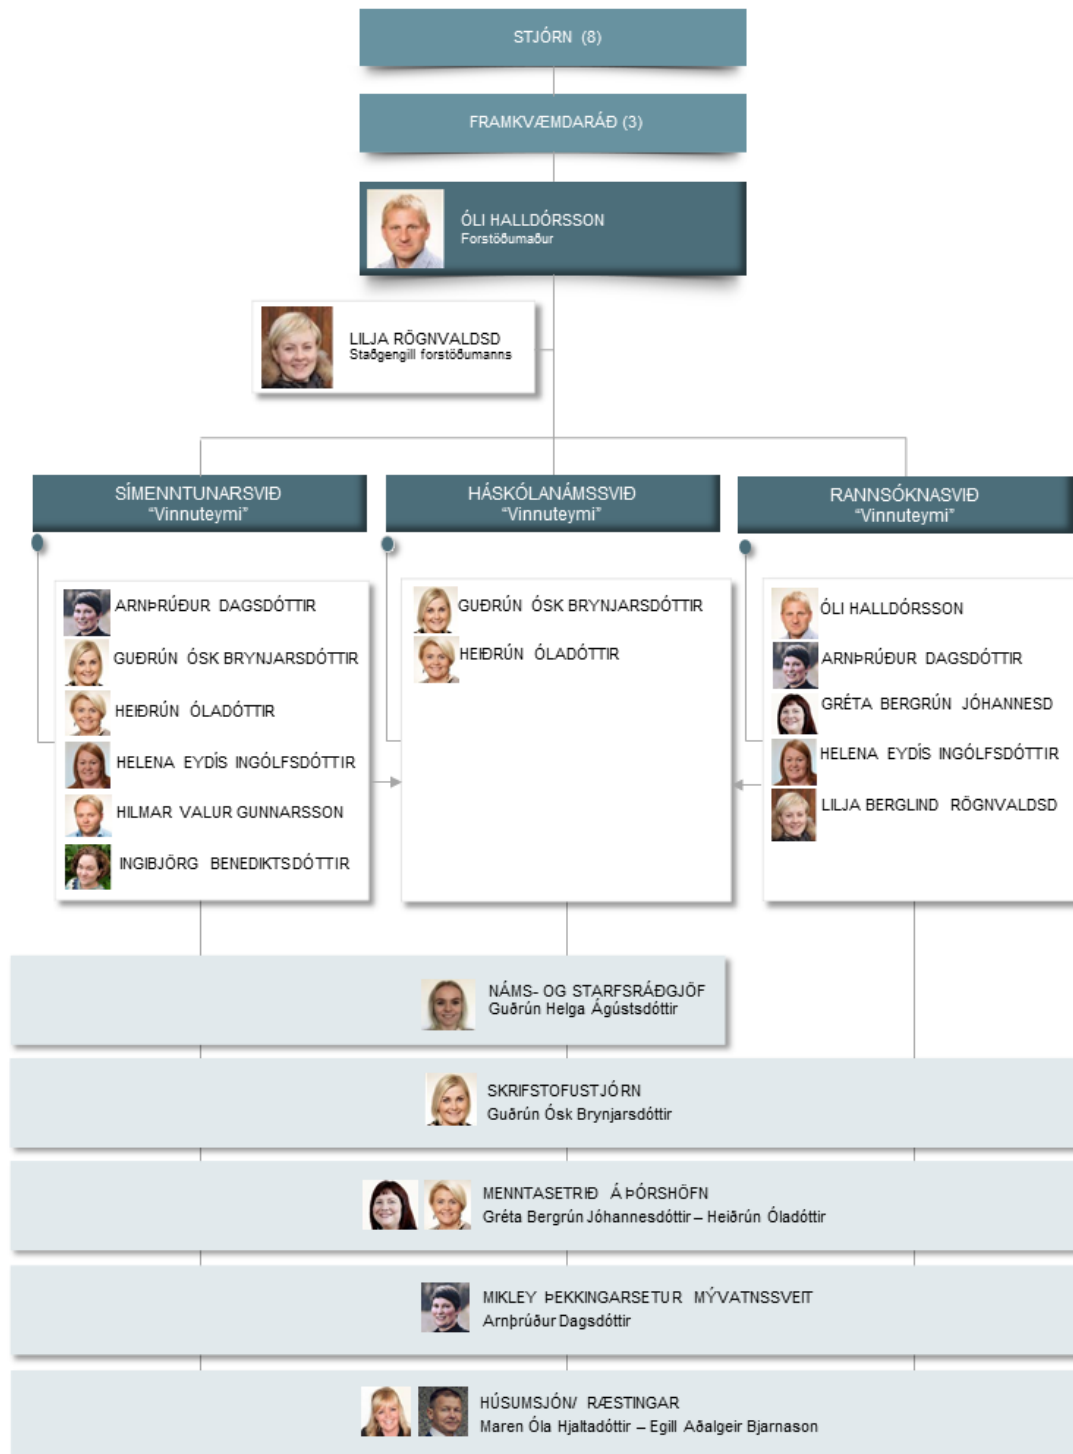 STJÓRN (8)
FRAMKVÆMDARÁÐ (3)
ÓLI HALLDÓRSSON
Forstöðumaður
LILJA RÖGNVALDSD
Staðgengill forstöðumanns
SÍMENNTUNARSVIÐ
“Vinnuteymi”
HÁSKÓLANÁMSSVIÐ
“Vinnuteymi”
RANNSÓKNASVIÐ
“Vinnuteymi”
ARNÞRÚÐUR DAGSDÓTTIR
GUÐRÚN ÓSK BRYNJARSDÓTTIR
HEIÐRÚN ÓLADÓTTIR
HELENA EYDÍS INGÓLFSDÓTTIR
HILMAR VALUR GUNNARSSON
INGIBJÖRG BENEDIKTSDÓTTIR
GUÐRÚN ÓSK BRYNJARSDÓTTIR
HEIÐRÚN ÓLADÓTTIR
ÓLI HALLDÓRSSON
ARNÞRÚÐUR DAGSDÓTTIR
GRÉTA BERGRÚN JÓHANNESD
HELENA EYDÍS INGÓLFSDÓTTIR
LILJA BERGLIND RÖGNVALDSD
NÁMS- OG STARFSRÁÐGJÖF
Guðrún Helga Ágústsdóttir
SKRIFSTOFUSTJÓRN
Guðrún Ósk Brynjarsdóttir
MENNTASETRIÐ Á ÞÓRSHÖFN
Gréta Bergrún Jóhannesdóttir – Heiðrún Óladóttir
MIKLEY ÞEKKINGARSETUR MÝVATNSSVEIT
Arnþrúður Dagsdóttir
HÚSUMSJÓN/ RÆSTINGAR
Maren Óla Hjaltadóttir – Egill Aðalgeir Bjarnason